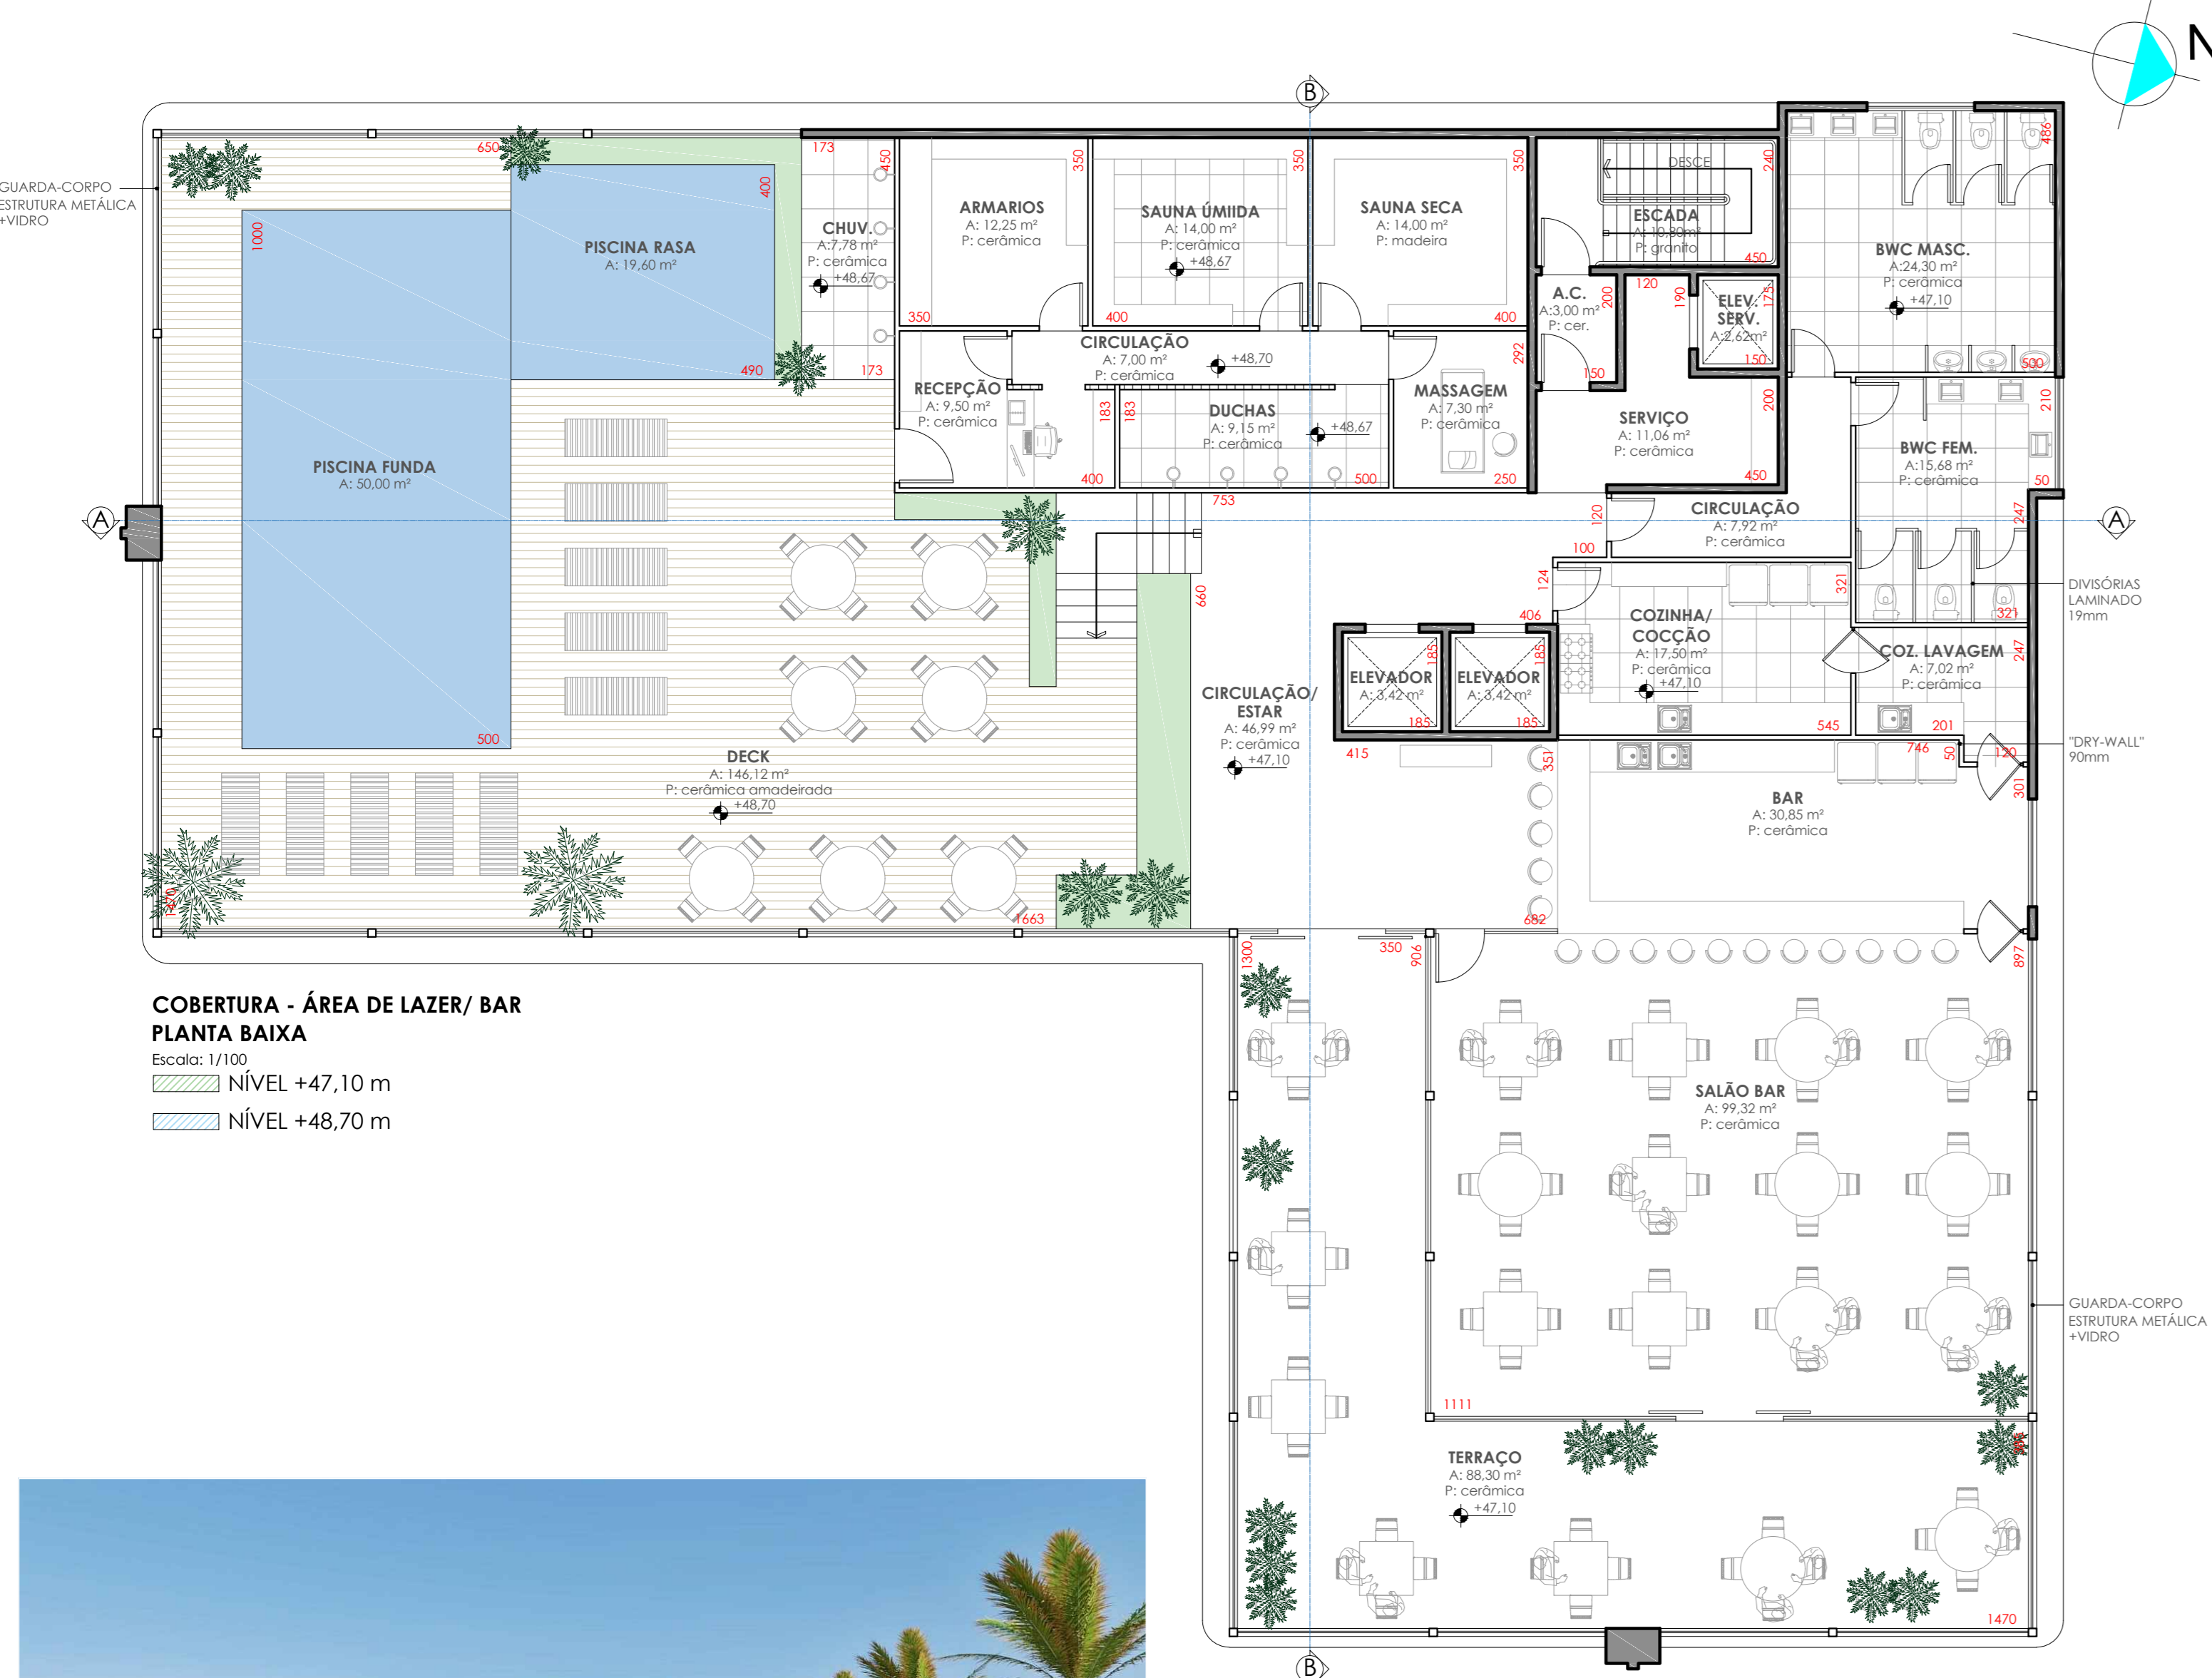 N
B
GUARDA-CORPO
ESTRUTURA METÁLICA
+VIDRO
650
173
450
350
350
350
DESCE
240
486
1000
400
PISCINA RASA
A: 19,60 m²
490
CHUV.
A:7,78 m²
P: cerâmica
+48,67
173
ARMARIOS
A: 12,25 m²
P: cerâmica
350
SAUNA ÚMIIDA
A: 14,00 m²
P: cerâmica
+48,67
400
SAUNA SECA
A: 14,00 m²
P: madeira
400
ESCADA
A: 10,80m²
P: granito
450
BWC MASC.
A:24,30 m²
P: cerâmica
+47,10
500
A.C.
A:3,00 m²
P: cer.
200
150
120
190
ELEV.
SERV.
A:2,62m²
175
150
CIRCULAÇÃO
A: 7,00 m²
P: cerâmica
+48,70
292
RECEPÇÃO
A: 9,50 m²
P: cerâmica
183
400
183
DUCHAS
A: 9,15 m²
P: cerâmica
+48,67
500
MASSAGEM
A: 7,30 m²
P: cerâmica
250
SERVIÇO
A: 11,06 m²
P: cerâmica
200
450
210
BWC FEM.
A:15,68 m²
P: cerâmica
50
247
321
PISCINA FUNDA
A: 50,00 m²
500
A
753
120
100
CIRCULAÇÃO
A: 7,92 m²
P: cerâmica
A
DIVISÓRIAS
LAMINADO
19mm
660
124
406
COZINHA/
COCÇÃO
A: 17,50 m²
P: cerâmica
+47,10
321
545
COZ. LAVAGEM
A: 7,02 m²
P: cerâmica
247
201
ELEVADOR
A: 3,42 m²
185
185
ELEVADOR
A: 3,42 m²
185
185
CIRCULAÇÃO/
ESTAR
A: 46,99 m²
P: cerâmica
+47,10
415
351
746
50
120
"DRY-WALL"
90mm
301
DECK
A: 146,12 m²
P: cerâmica amadeirada
+48,70
BAR
A: 30,85 m²
P: cerâmica
1470
1663
682
1300
350
906
897
COBERTURA - ÁREA DE LAZER/ BAR
PLANTA BAIXA
Escala: 1/100
NÍVEL +47,10 m
NÍVEL +48,70 m
SALÃO BAR
A: 99,32 m²
P: cerâmica
GUARDA-CORPO
ESTRUTURA METÁLICA
+VIDRO
1111
TERRAÇO
A: 88,30 m²
P: cerâmica
+47,10
1470
B